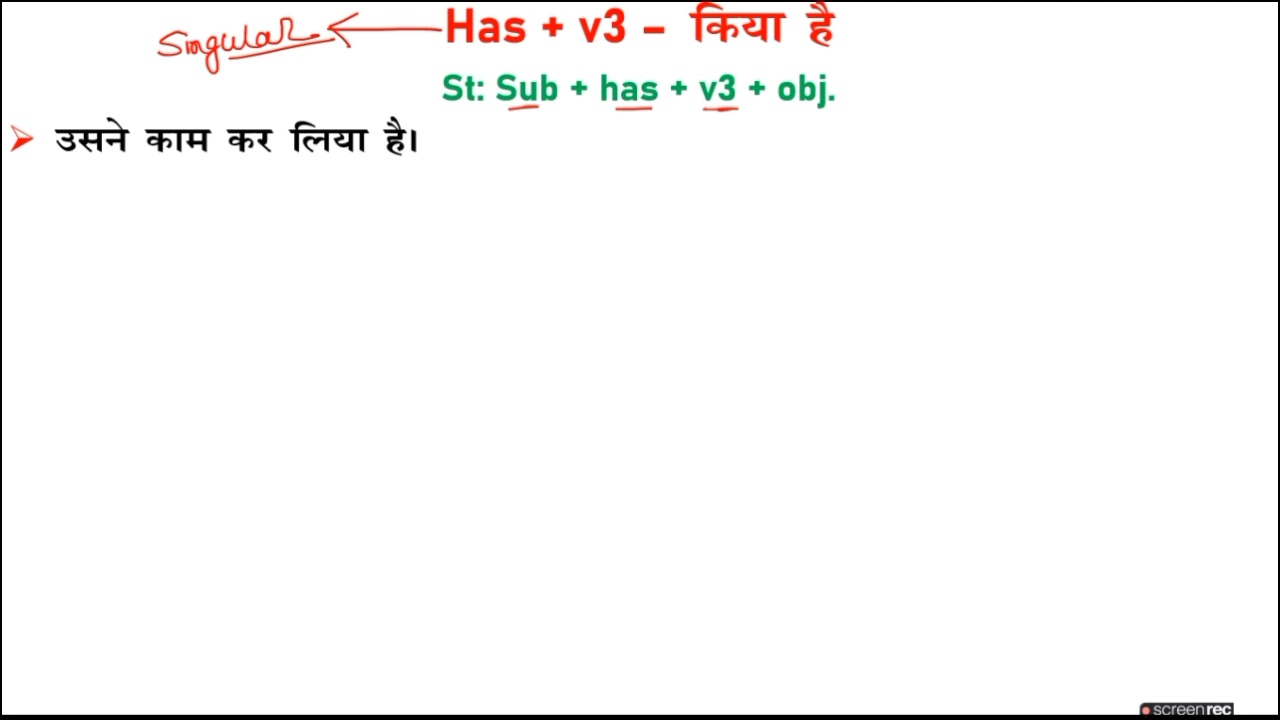 Singular Has + v3 – किया है
St: Sub + has + v3 + obj.
उसने काम कर लिया है।
screenrec